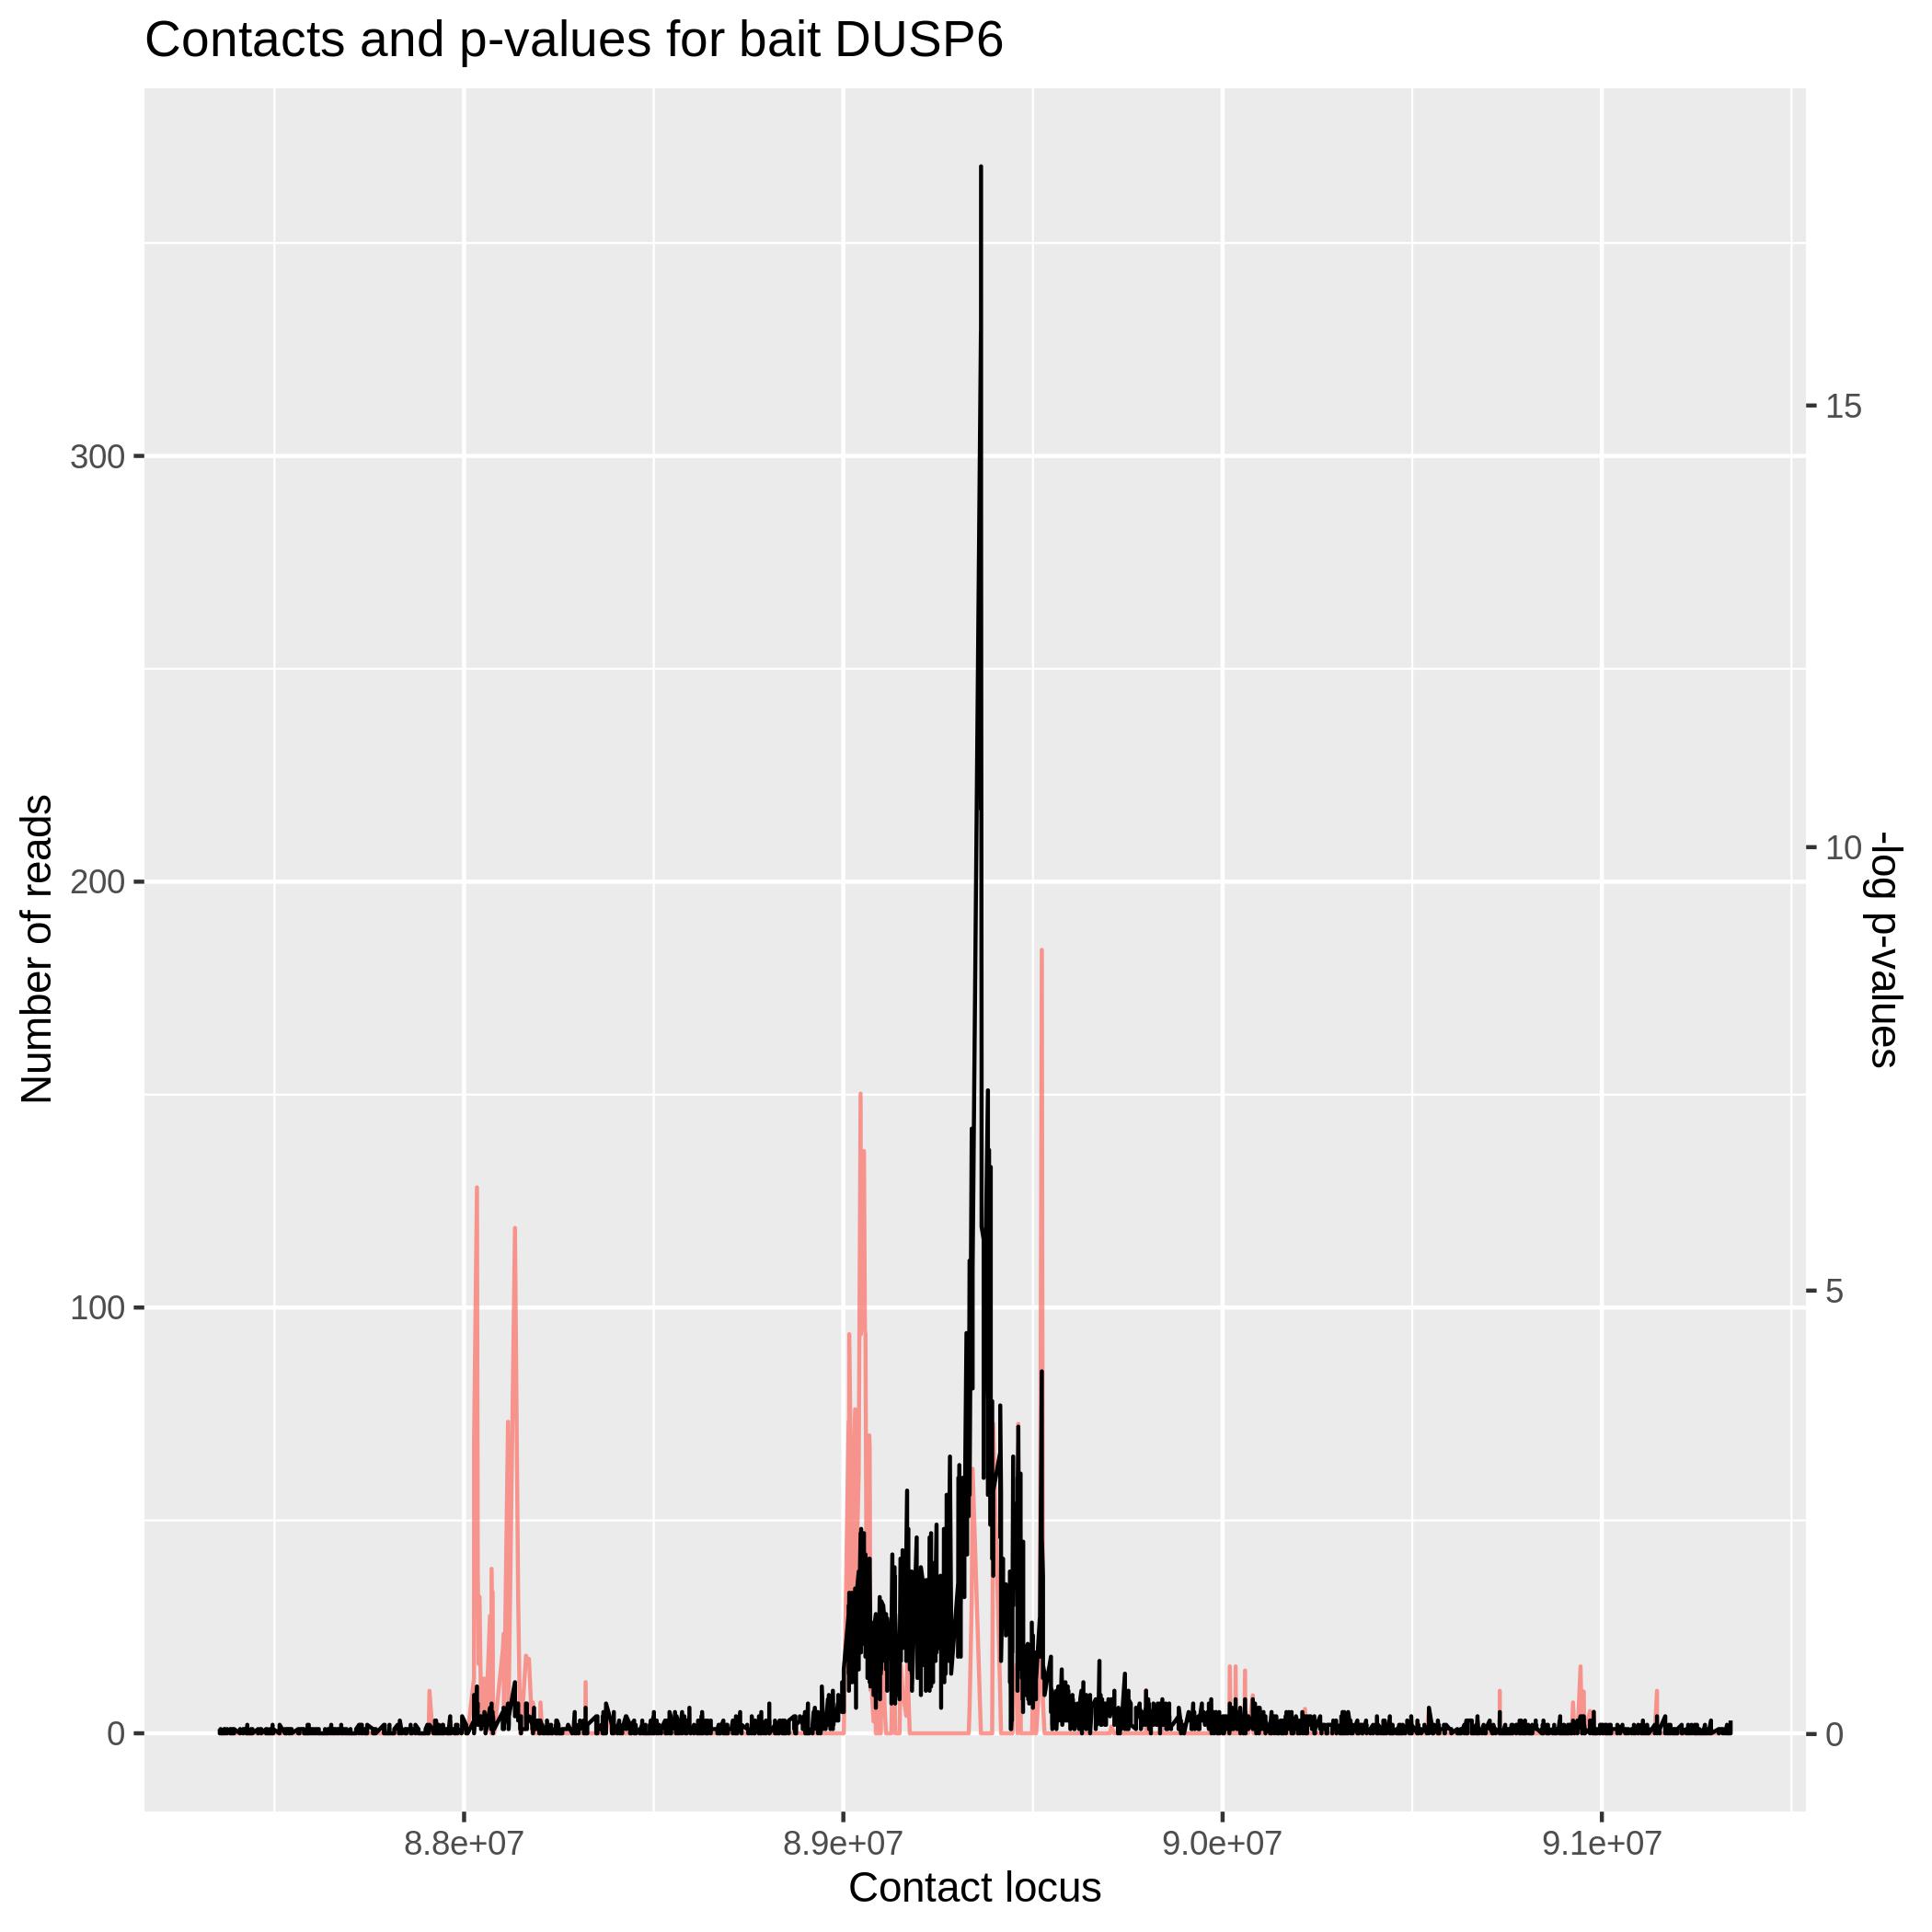 Contacts and p-values for bait DUSP6
Number of reads
300
200
100
0
15
10
5
0
-log p-values
8.8e+07
8.9e+07
9.0e+07
9.1e+07
Contact locus